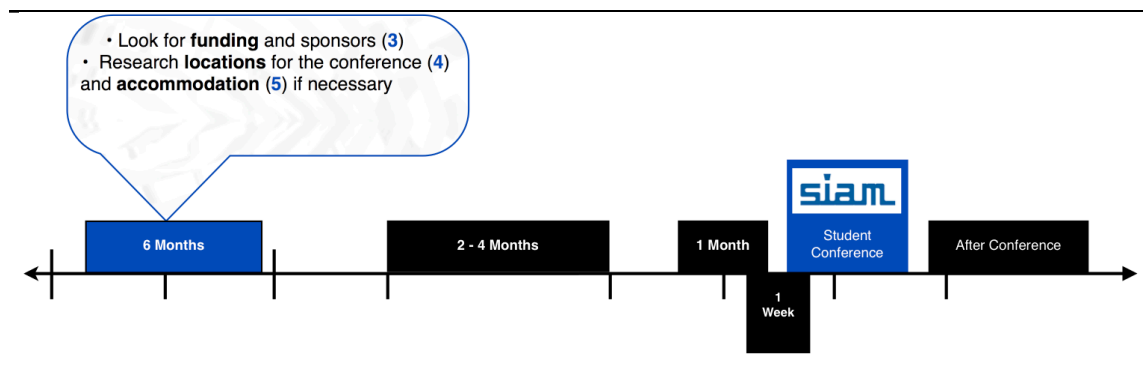 • Look for funding and sponsors (3)
• Research locations for the conference (4)
and accommodation (5) if necessary
6 Months
2 - 4 Months
1 Month
1
Week
siam
Student
Conference
After Conference